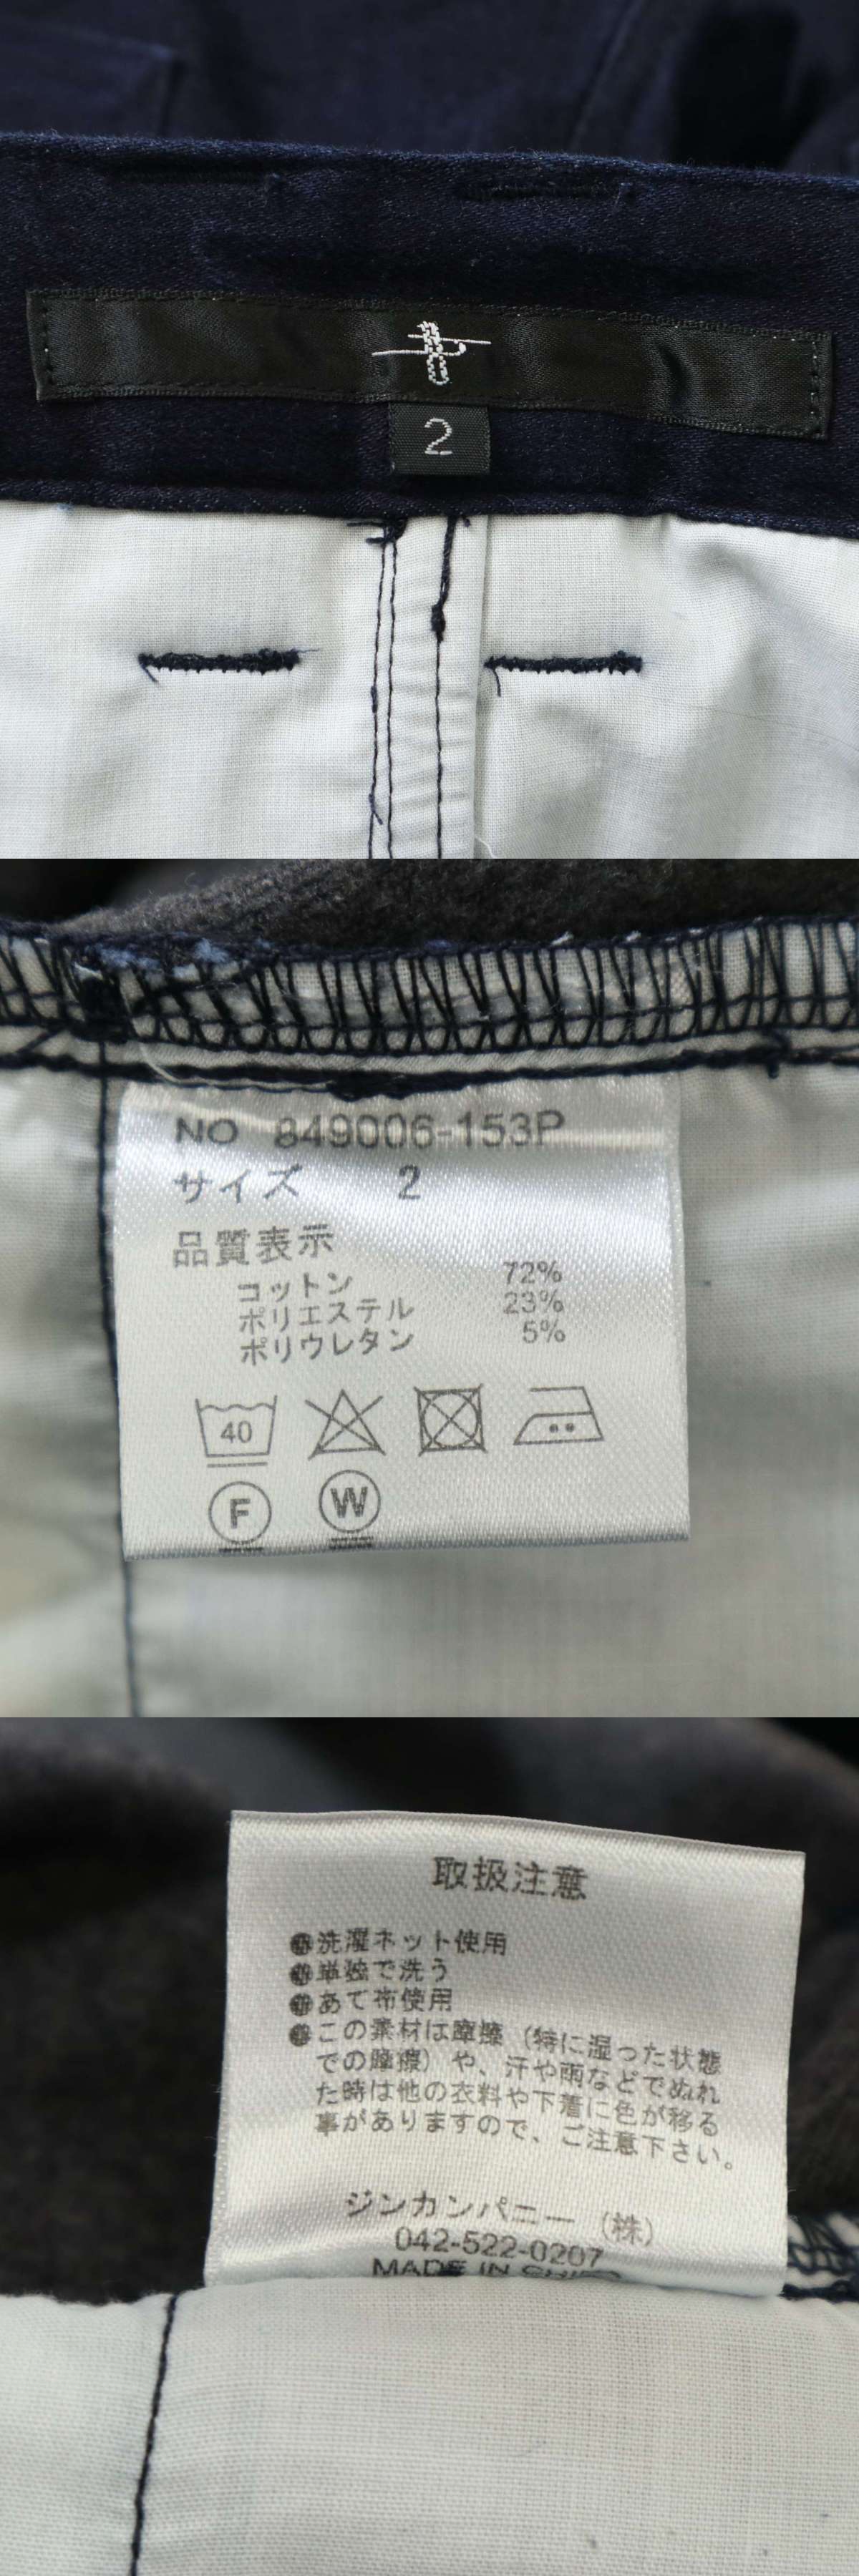 2
NO 849006-153P
サイズ 2
品質表示
コットン 72%
ポリエステル 23%
ポリウレタン 5%
40
F W
取扱注意
●洗濯ネット使用
●単独で洗う
●あて布使用
●この素材は摩擦（特に湿った状態
での摩擦）や、汗や雨などでぬれ
た時は他の衣料や下着に色が移る
事がありますので、ご注意下さい。
ジンカンパニー（株）
042-522-0207
MADE IN